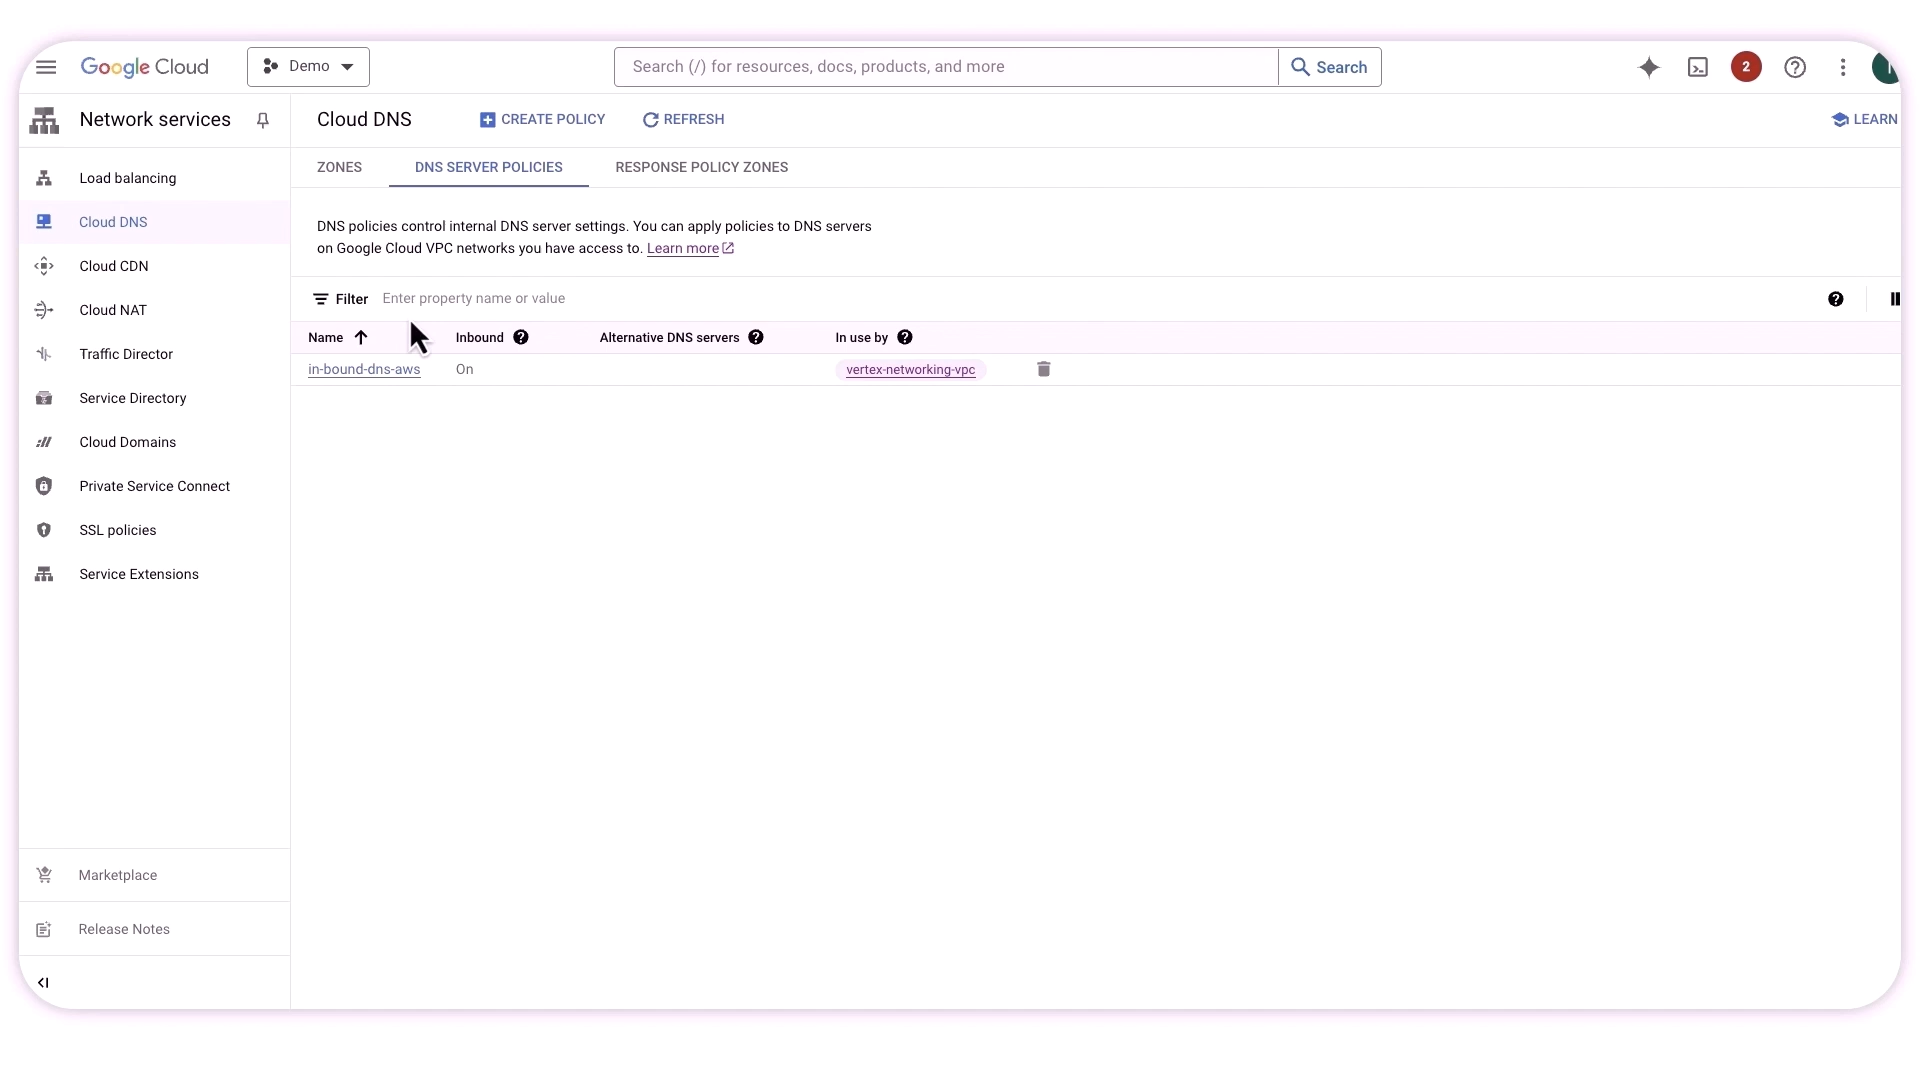 Google Cloud
Demo
Search (/) for resources, docs, products, and more
Search
2
Network services
Cloud DNS
CREATE POLICY
REFRESH
LEARN
Load balancing
Cloud DNS
Cloud CDN
Cloud NAT
Traffic Director
Service Directory
Cloud Domains
Private Service Connect
SSL policies
Service Extensions
Marketplace
Release Notes
ZONES
DNS SERVER POLICIES
RESPONSE POLICY ZONES
DNS policies control internal DNS server settings. You can apply policies to DNS servers
on Google Cloud VPC networks you have access to. Learn more
Filter Enter property name or value
Name Inbound Alternative DNS servers In use by
in-bound-dns-aws On vertex-networking-vpc